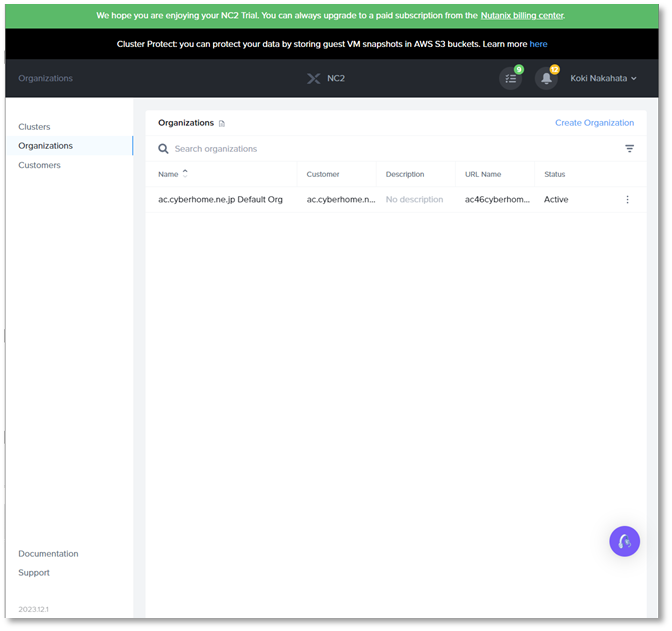 We hope you are enjoying your NC2 Trial. You can always upgrade to a paid subscription from the Nutanix billing center.
Cluster Protect: you can protect your data by storing guest VM snapshots in AWS S3 buckets. Learn more here
Organizations NC2 9 12 Koki Nakahata
Clusters
Organizations
Customers
Organizations Create Organization
Search organizations
Name Customer Description URL Name Status
ac.cyberhome.ne.jp Default Org ac.cyberhome.n... No description ac46cyberhom... Active
Documentation
Support
2023.12.1